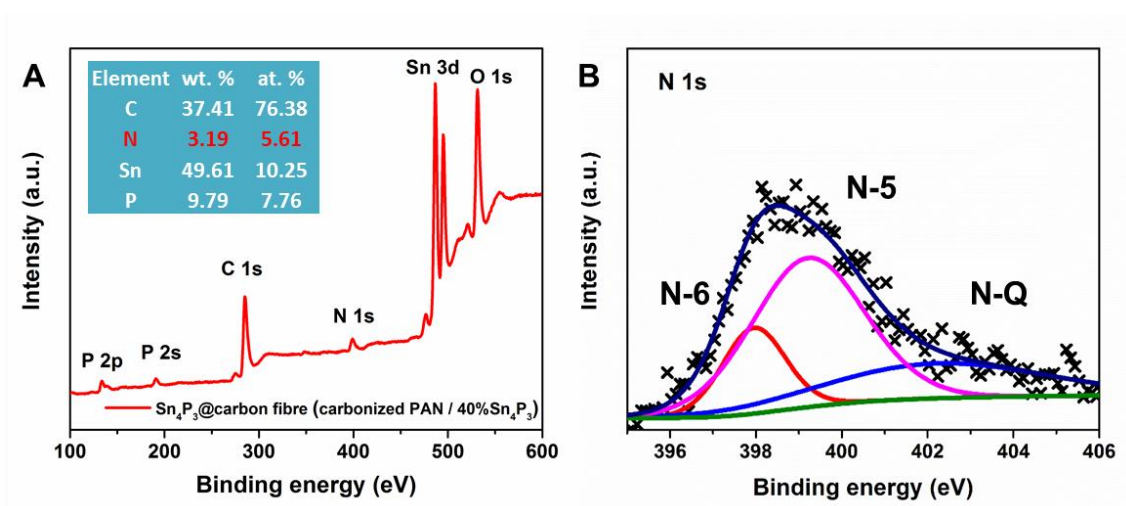 A
Element wt. % at. %
C 37.41 76.38
N 3.19 5.61
Sn 49.61 10.25
P 9.79 7.76
Sn 3d
O 1s
C 1s
N 1s
P 2s
P 2p
Sn₄P₃@carbon fibre (carbonized PAN / 40%Sn₄P₃)
100 200 300 400 500 600
Binding energy (eV)
Intensity (a.u.)
B
N 1s
N-5
N-6
N-Q
396 398 400 402 404 406
Binding energy (eV)
Intensity (a.u.)